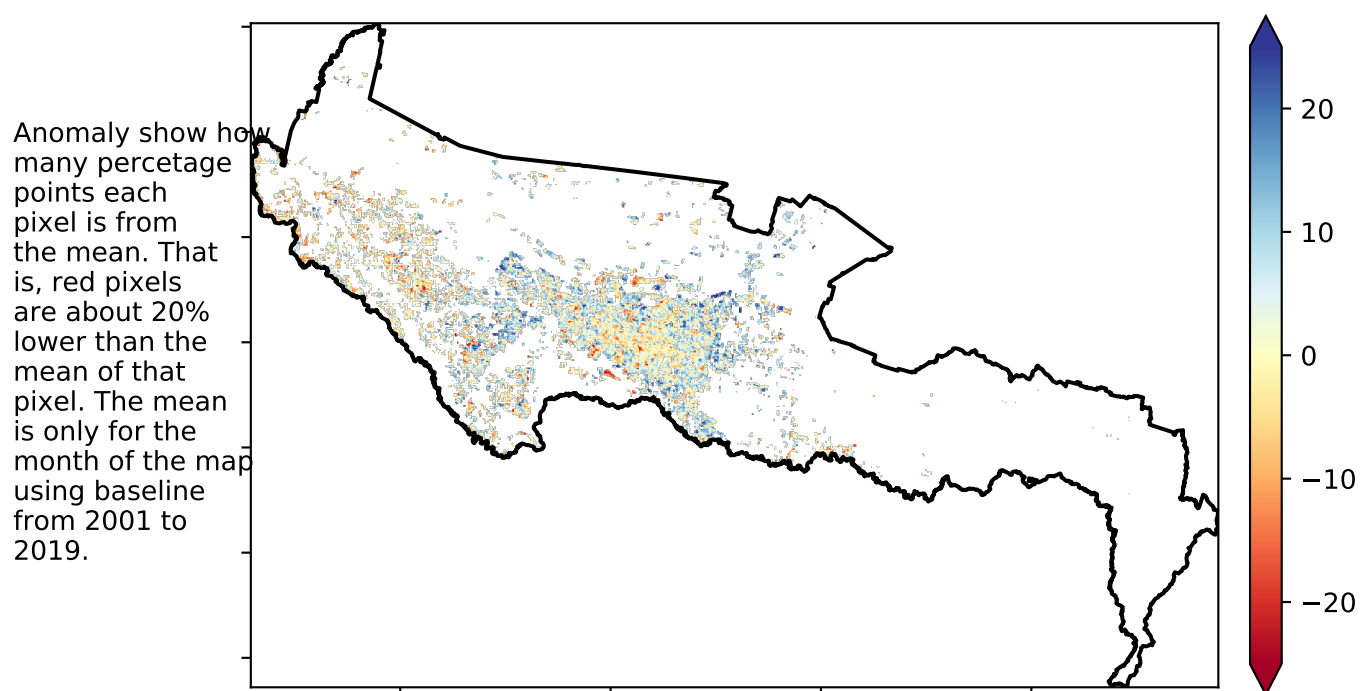 Anomaly show how
many percetage
points each
pixel is from
the mean. That
is, red pixels
are about 20%
lower than the
mean of that
pixel. The mean
is only for the
month of the map
using baseline
from 2001 to
2019.
20
10
0
−10
−20